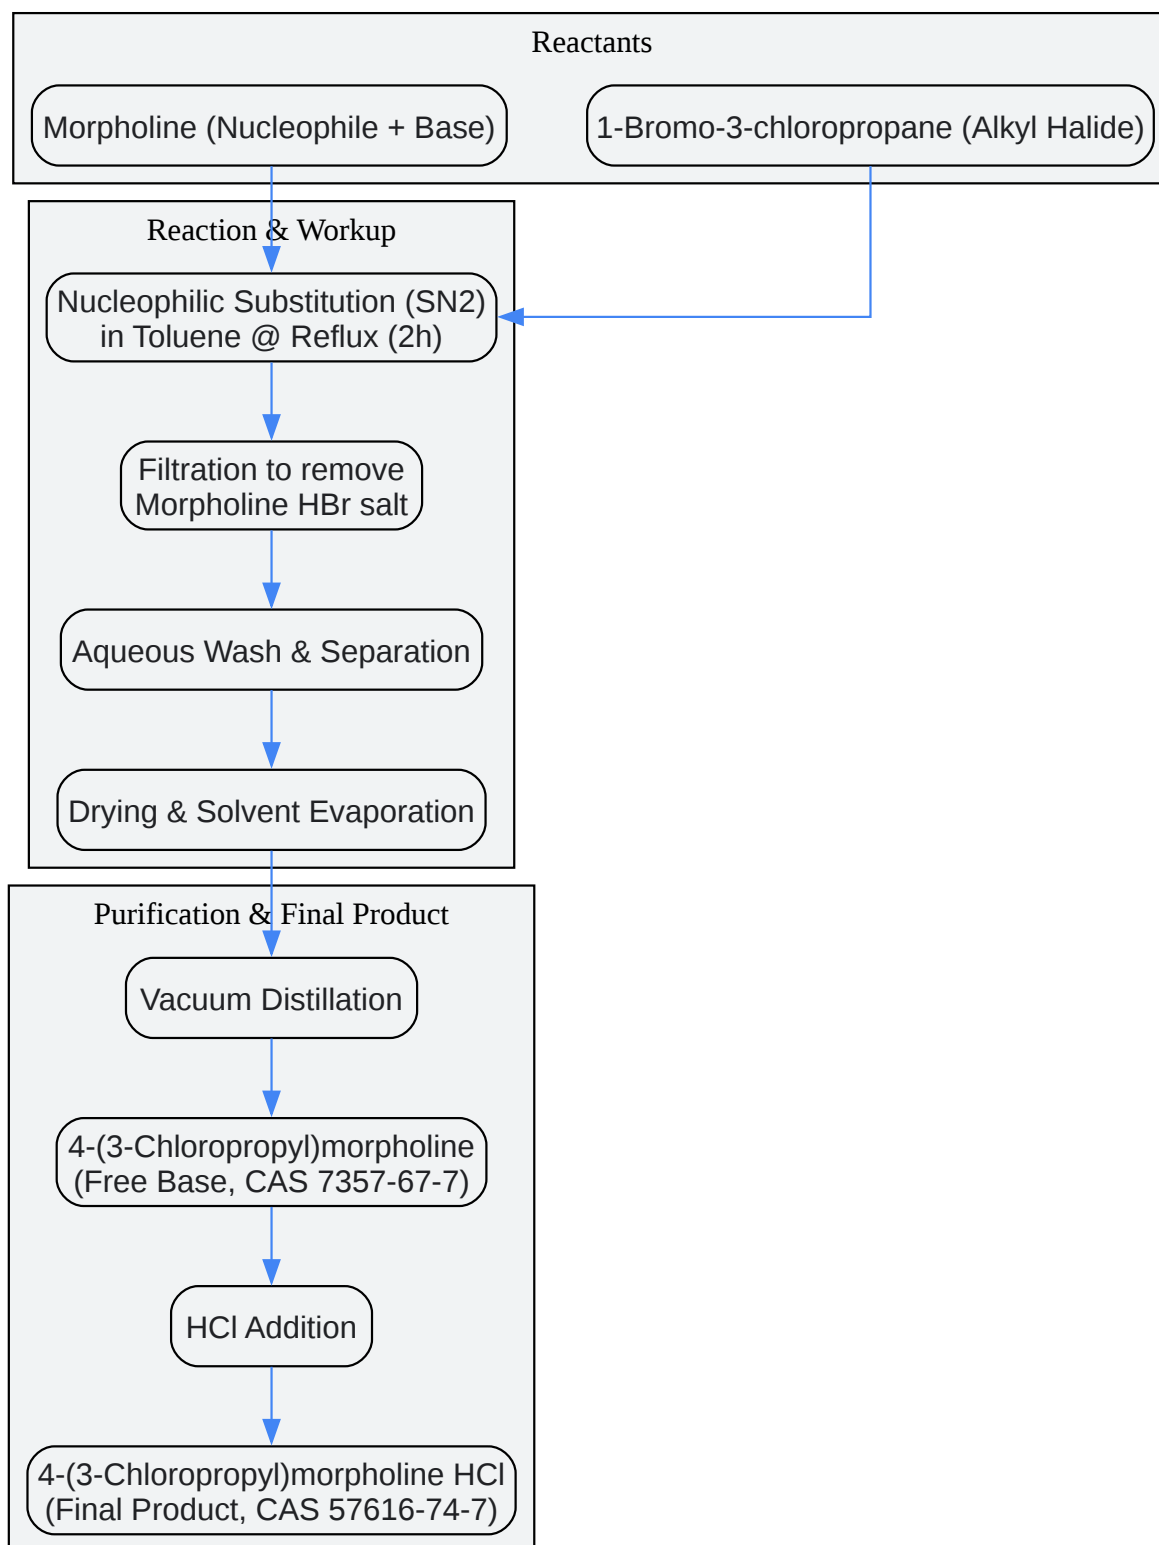 Reactants
Morpholine (Nucleophile + Base)
1-Bromo-3-chloropropane (Alkyl Halide)
Reaction & Workup
Nucleophilic Substitution (SN2)
in Toluene @ Reflux (2h)
Filtration to remove
Morpholine HBr salt
Aqueous Wash & Separation
Drying & Solvent Evaporation
Purification & Final Product
Vacuum Distillation
4-(3-Chloropropyl)morpholine
(Free Base, CAS 7357-67-7)
HCl Addition
4-(3-Chloropropyl)morpholine HCl
(Final Product, CAS 57616-74-7)